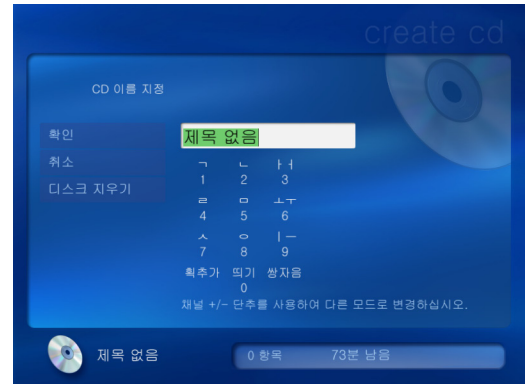 create cd
CD 이름 지정
확인
취소
디스크 지우기
제목 없음
ㄱ ㄴ ㅏㅓ
1 2 3
ㄹ ㅁ ㅗㅜ
4 5 6
ㅅ ㅇ ㅣㅡ
7 8 9
획추가 띄기 쌍자음
0
채널 +/- 단추를 사용하여 다른 모드로 변경하십시오.
제목 없음
0 항목 73분 남음